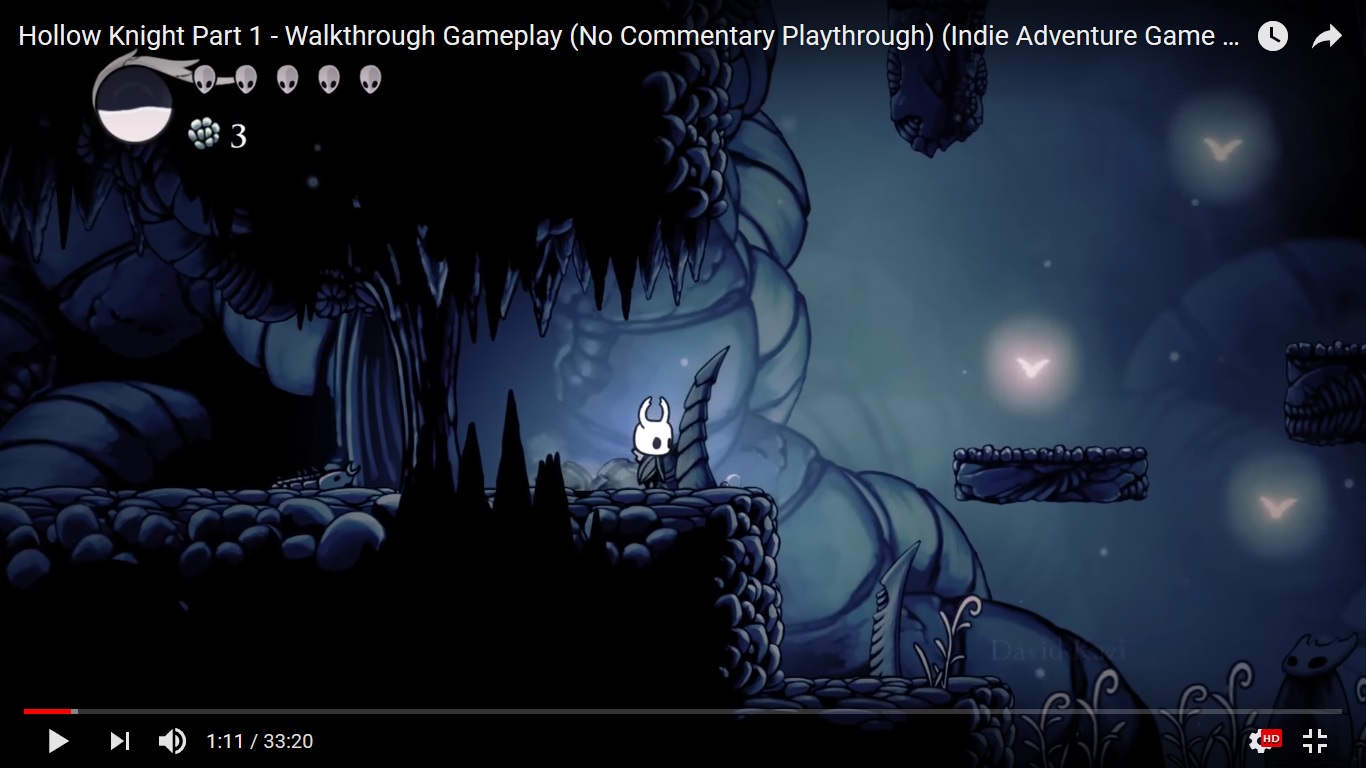 Hollow Knight Part 1 - Walkthrough Gameplay (No Commentary Playthrough) (Indie Adventure Game ...
3
1:11 / 33:20
HD